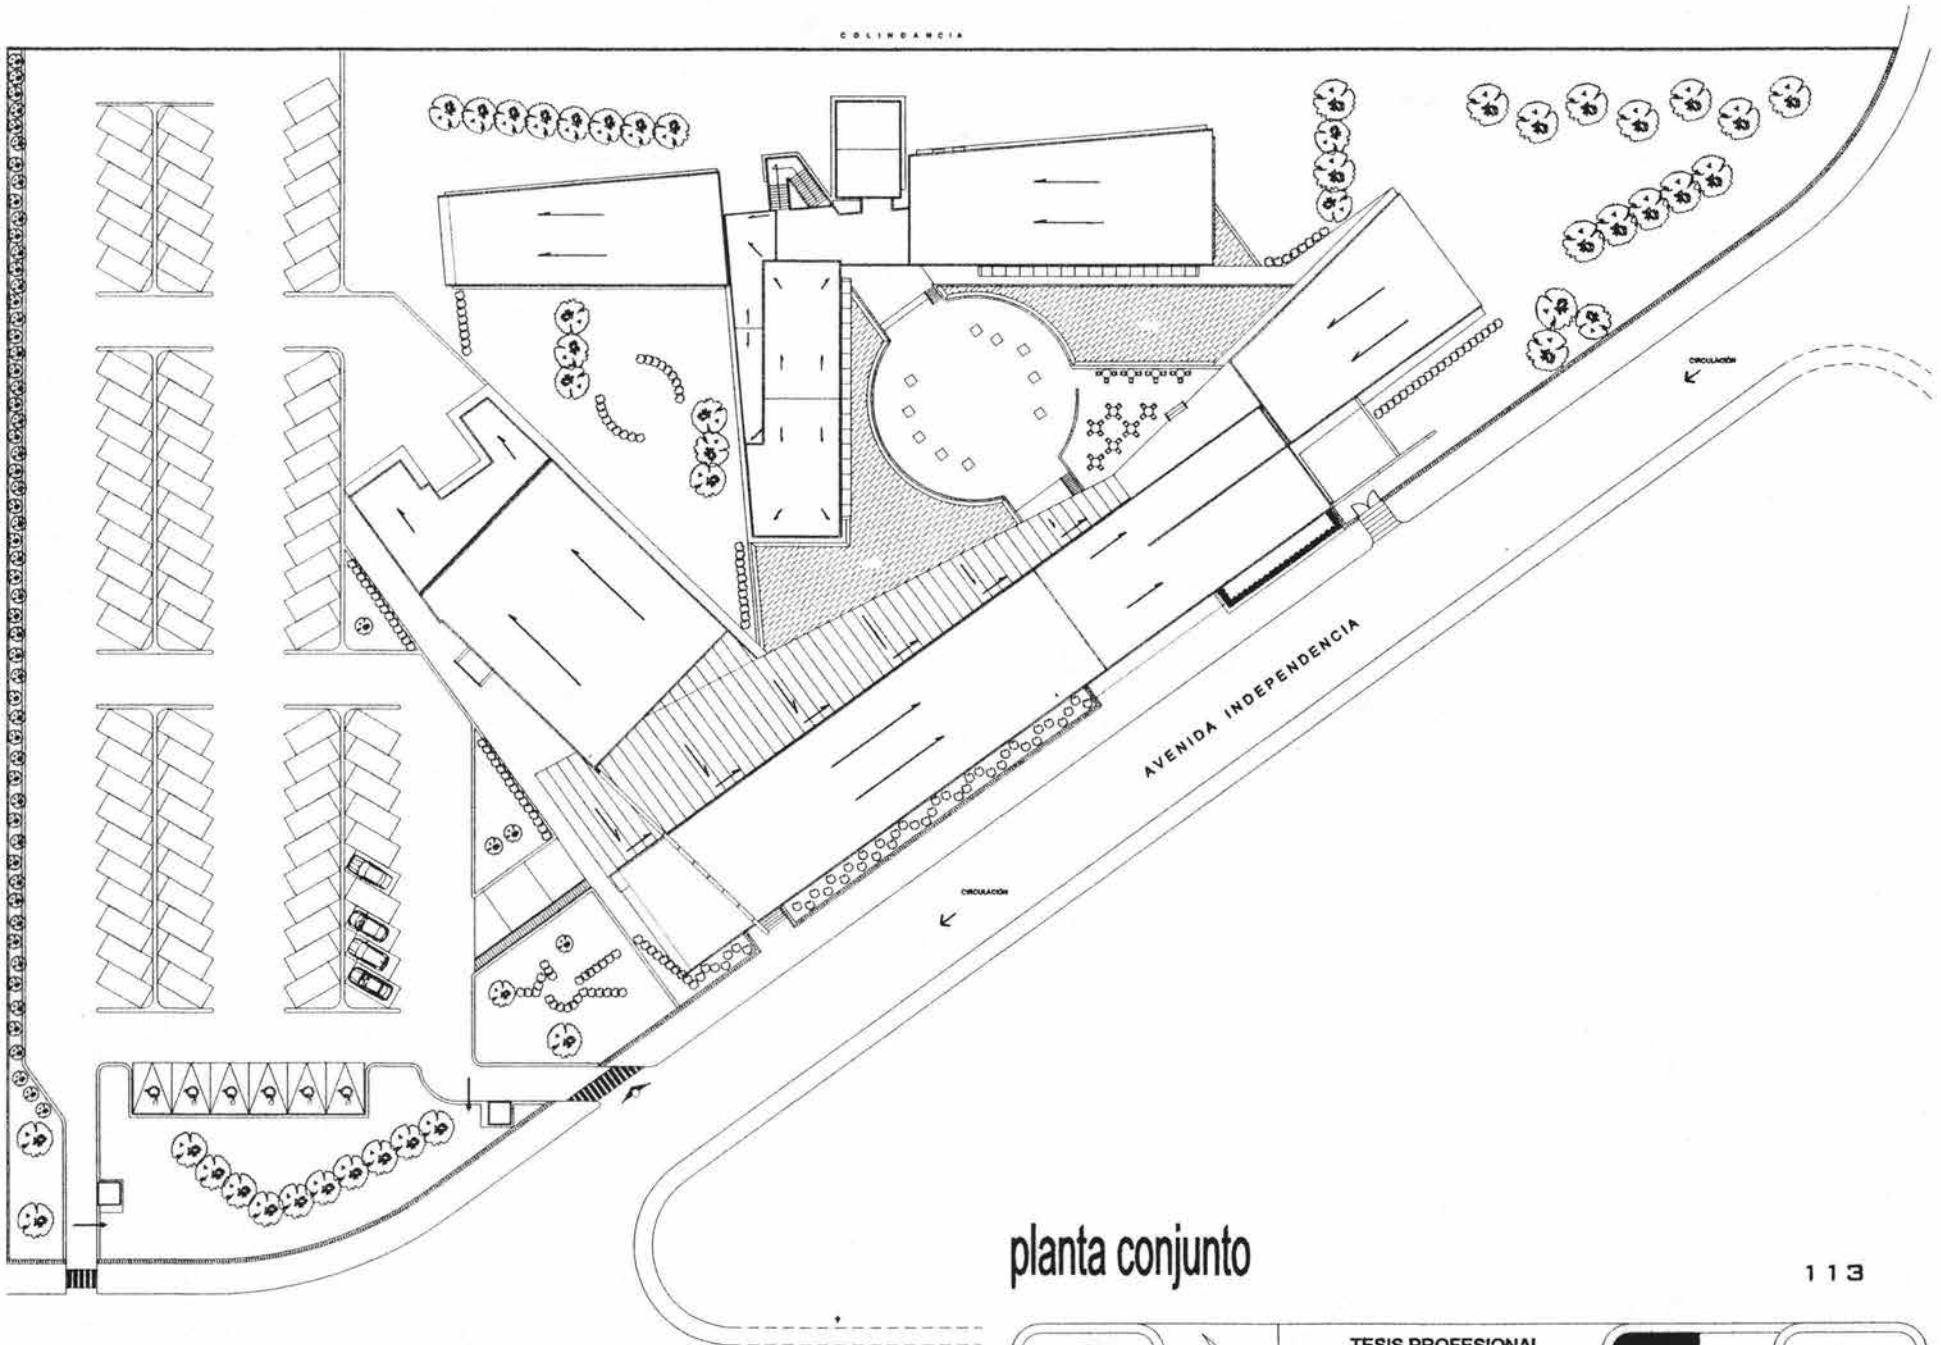 COLINDANCIA
CIRCULACIÓN
AVENIDA INDEPENDENCIA
CIRCULACIÓN
planta conjunto
113
TESIS PROFESIONAL